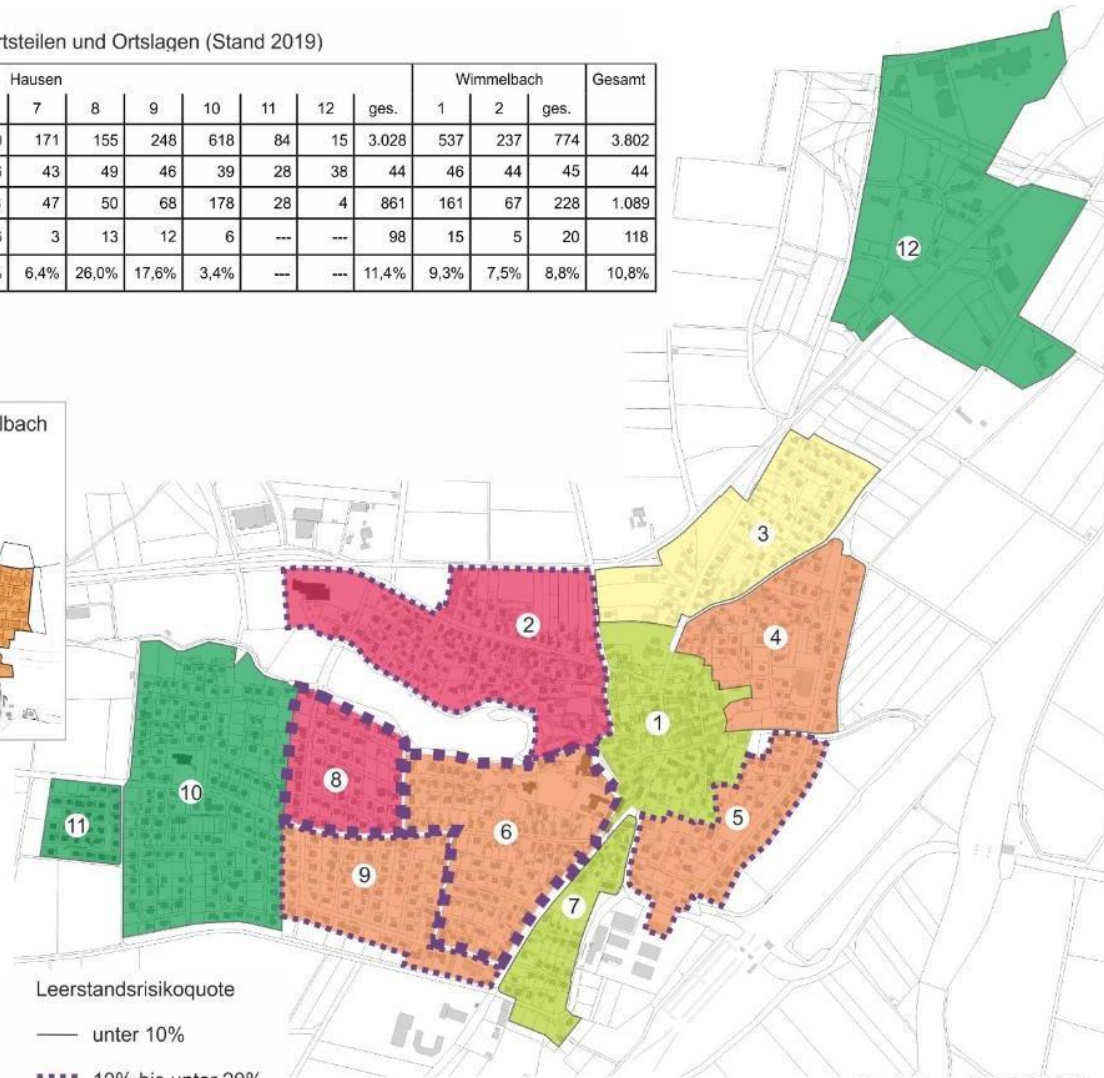 rtsteilen und Ortslagen (Stand 2019)
Hausen Wimmelbach Gesamt
7 8 9 10 11 12 ges. 1 2 ges.
171 155 248 618 84 15 3.028 537 237 774 3.802
43 49 46 39 28 38 44 46 44 45 44
47 50 68 178 28 4 861 161 67 228 1.089
3 13 12 6 --- --- 98 15 5 20 118
6,4% 26,0% 17,6% 3,4% --- --- 11,4% 9,3% 7,5% 8,8% 10,8%
12
lbach
3
2
4
1
8
10
11
5
6
9
7
Leerstandsrisikoquote
unter 10%
10% bis unter 20%